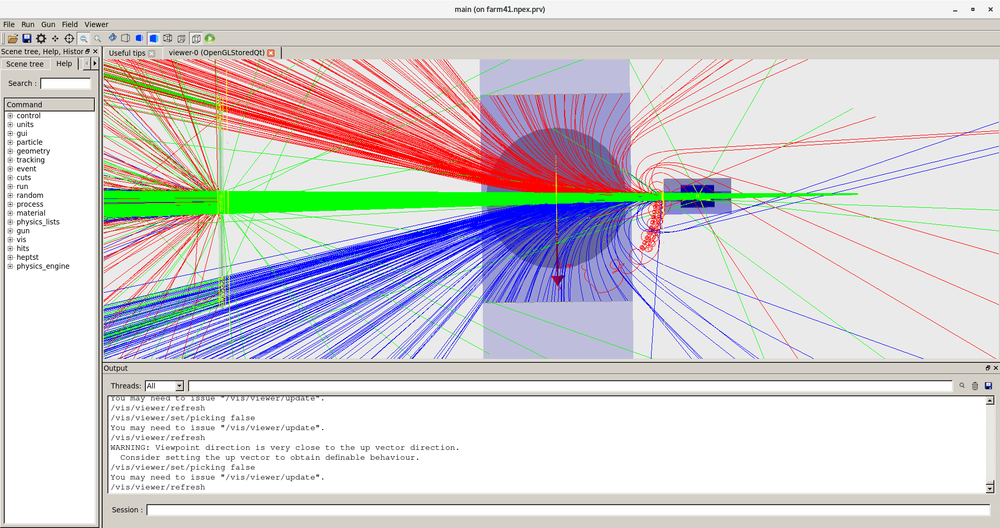 main (on farm41.npex.prv)
File Run Gun Field Viewer
Scene tree, Help, Histor
Useful tips
viewer-0 (OpenGLStoredQt)
Scene tree
Help
Search :
Command
control
units
gui
particle
geometry
tracking
event
cuts
run
random
process
material
physics_lists
gun
vis
hits
heptst
physics_engine
Output
Threads: All
You may need to issue "/vis/viewer/update".
/vis/viewer/refresh
/vis/viewer/set/picking false
You may need to issue "/vis/viewer/update".
/vis/viewer/refresh
WARNING: Viewpoint direction is very close to the up vector direction.
Consider setting the up vector to obtain definable behaviour.
/vis/viewer/set/picking false
You may need to issue "/vis/viewer/update".
/vis/viewer/refresh
Session :